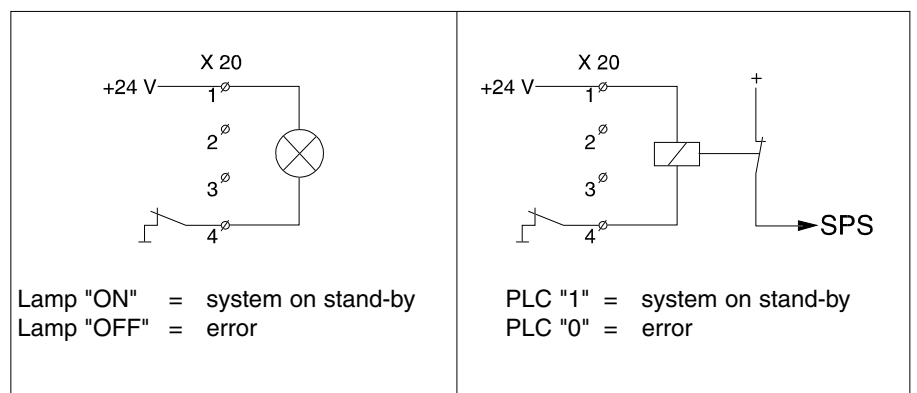 X 20
+24 V
1
2
3
4
Lamp "ON" = system on stand-by
Lamp "OFF" = error
X 20
+24 V
1
2
3
4
+
SPS
PLC "1" = system on stand-by
PLC "0" = error